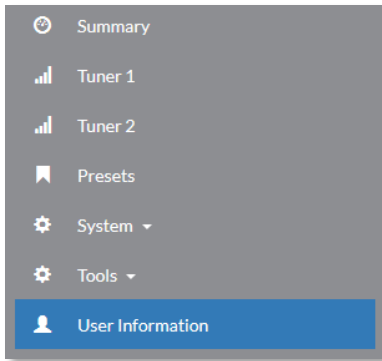 Summary
Tuner 1
Tuner 2
Presets
System
Tools
User Information